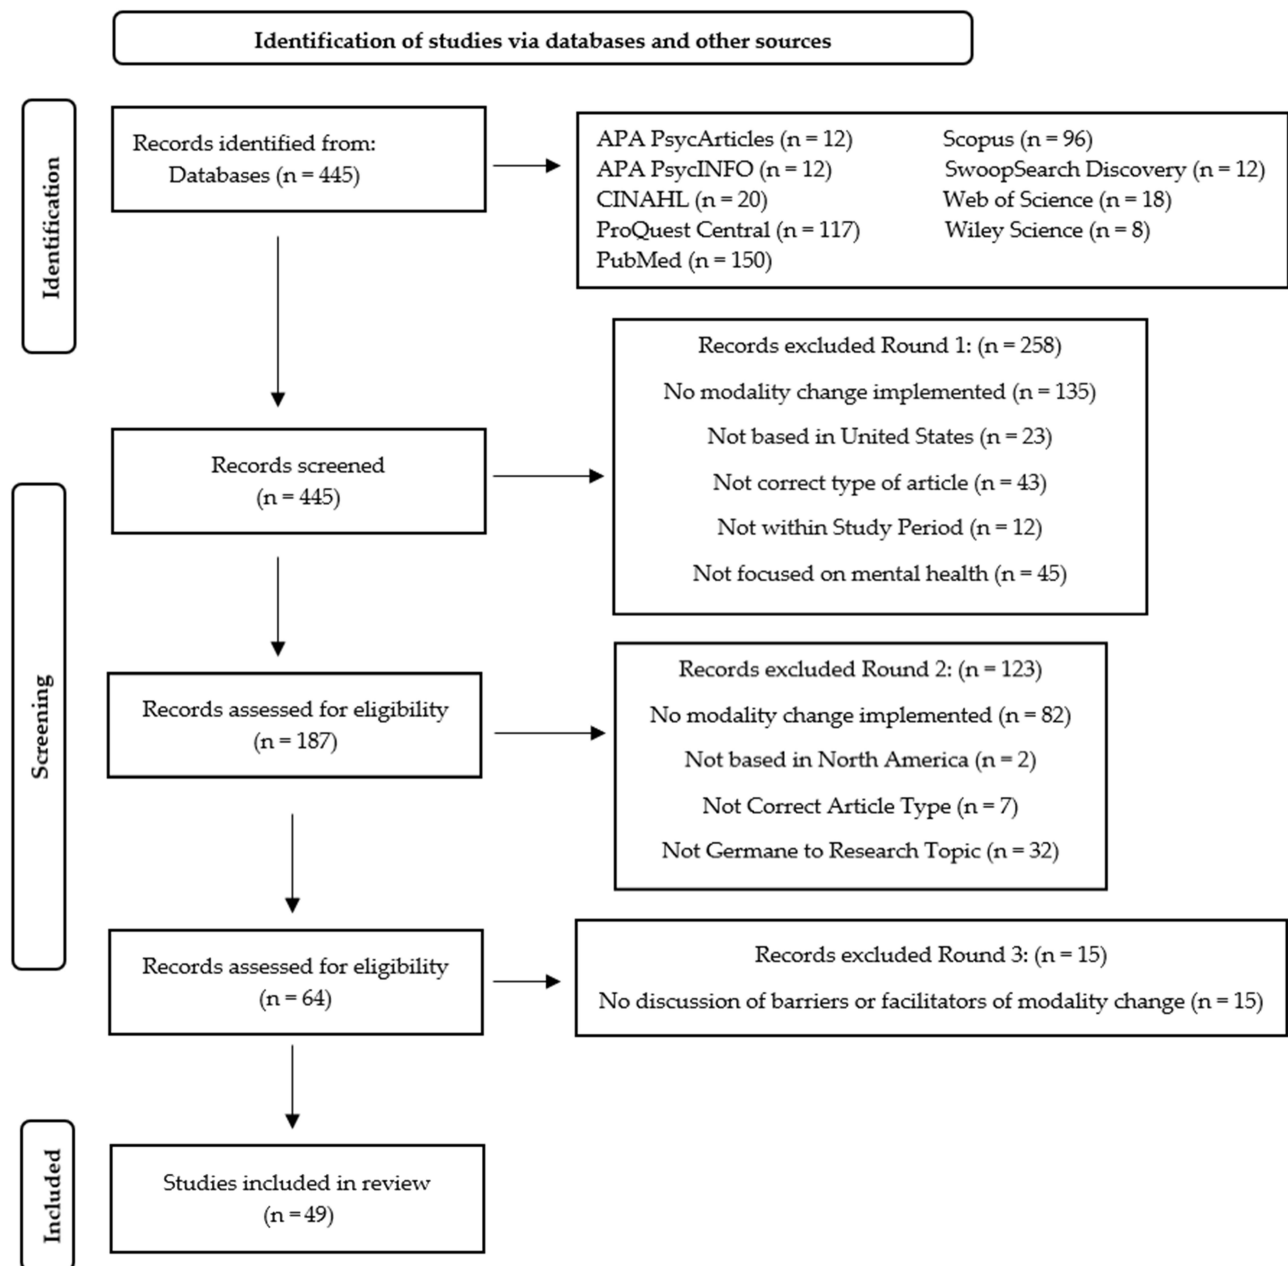 Identification of studies via databases and other sources
Identification
Records identified from:
Databases (n = 445)
APA PsycArticles (n = 12)
APA PsycINFO (n = 12)
CINAHL (n = 20)
ProQuest Central (n = 117)
PubMed (n = 150)
Scopus (n = 96)
SwoopSearch Discovery (n = 12)
Web of Science (n = 18)
Wiley Science (n = 8)
Screening
Records screened
(n = 445)
Records excluded Round 1: (n = 258)
No modality change implemented (n = 135)
Not based in United States (n = 23)
Not correct type of article (n = 43)
Not within Study Period (n = 12)
Not focused on mental health (n = 45)
Records assessed for eligibility
(n = 187)
Records excluded Round 2: (n = 123)
No modality change implemented (n = 82)
Not based in North America (n = 2)
Not Correct Article Type (n = 7)
Not Germane to Research Topic (n = 32)
Records assessed for eligibility
(n = 64)
Records excluded Round 3: (n = 15)
No discussion of barriers or facilitators of modality change (n = 15)
Included
Studies included in review
(n = 49)